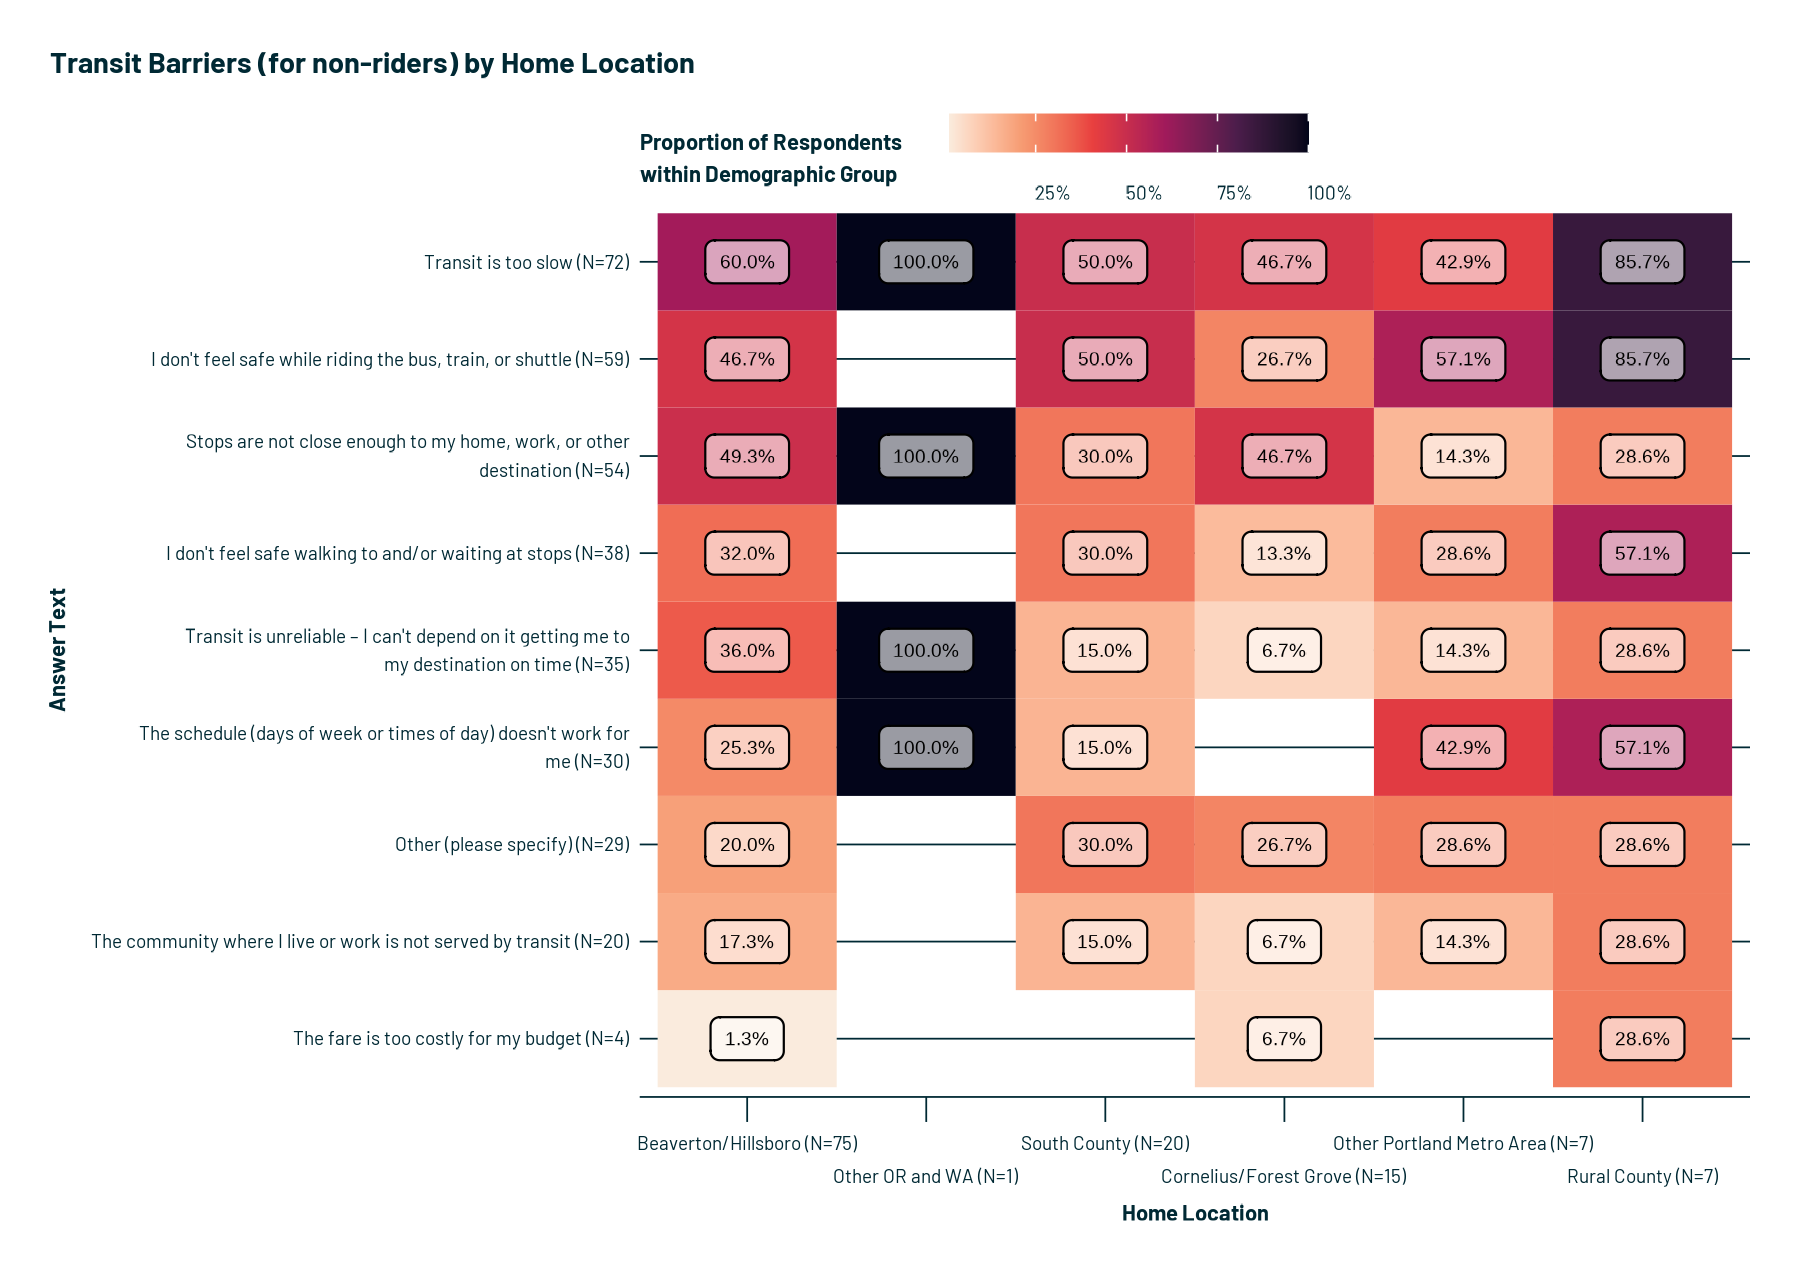 Transit Barriers (for non-riders) by Home Location
Proportion of Respondents
within Demographic Group
25% 50% 75% 100%
Answer Text
Transit is too slow (N=72) 60.0% 100.0% 50.0% 46.7% 42.9% 85.7%
I don't feel safe while riding the bus, train, or shuttle (N=59) 46.7% 50.0% 26.7% 57.1% 85.7%
Stops are not close enough to my home, work, or other
destination (N=54)
49.3% 100.0% 30.0% 46.7% 14.3% 28.6%
I don't feel safe walking to and/or waiting at stops (N=38) 32.0% 30.0% 13.3% 28.6% 57.1%
Transit is unreliable – I can't depend on it getting me to
my destination on time (N=35)
36.0% 100.0% 15.0% 6.7% 14.3% 28.6%
The schedule (days of week or times of day) doesn't work for
me (N=30)
25.3% 100.0% 15.0% 42.9% 57.1%
Other (please specify) (N=29) 20.0% 30.0% 26.7% 28.6% 28.6%
The community where I live or work is not served by transit (N=20) 17.3% 15.0% 6.7% 14.3% 28.6%
The fare is too costly for my budget (N=4) 1.3% 6.7% 28.6%
Beaverton/Hillsboro (N=75) South County (N=20) Other Portland Metro Area (N=7)
Other OR and WA (N=1) Cornelius/Forest Grove (N=15) Rural County (N=7)
Home Location